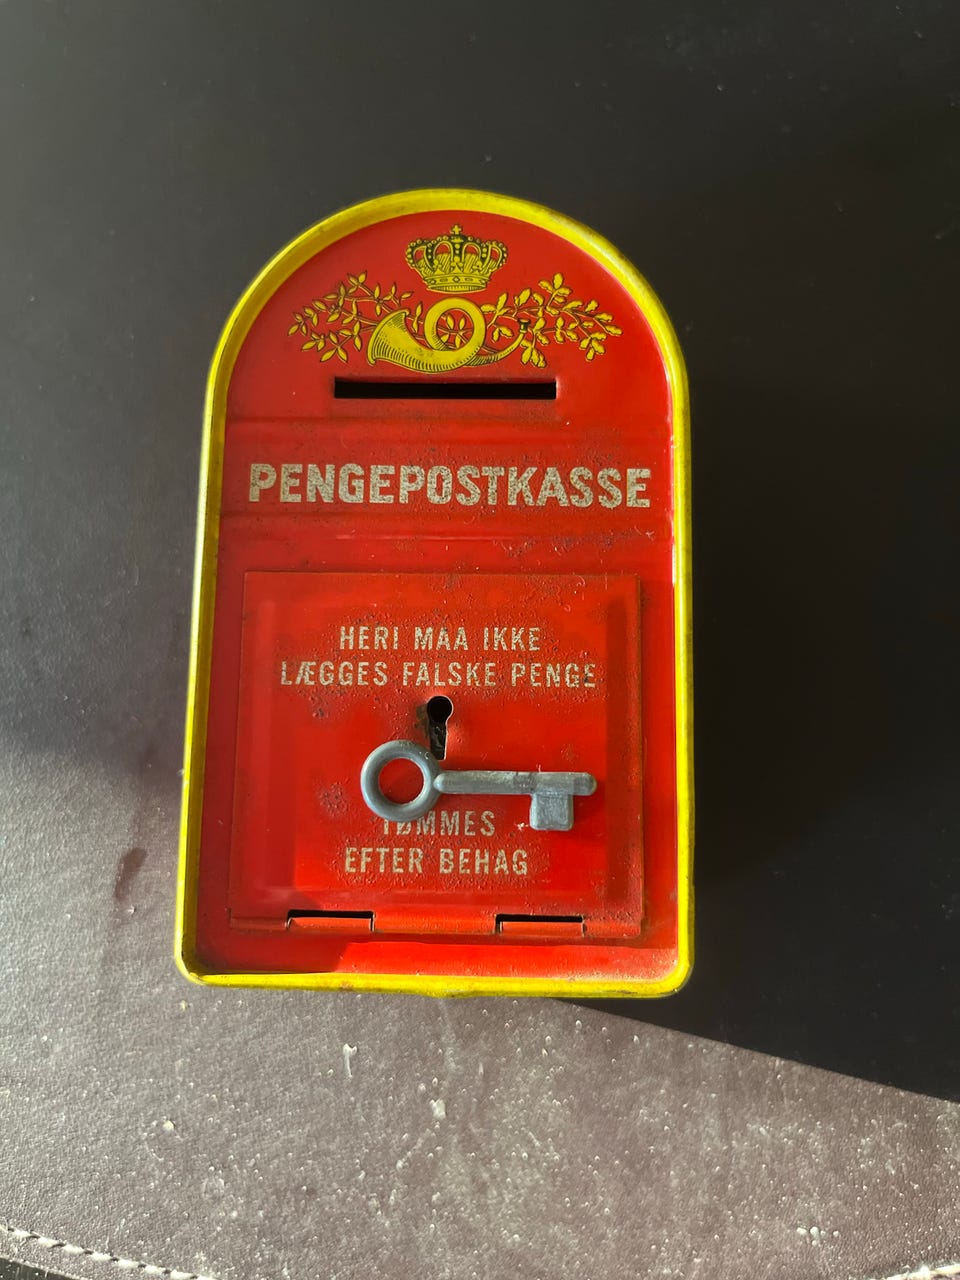 PENGEPOSTKASSE
HERI MAA IKKE
LÆGGES FALSKE PENGE
TØMMES
EFTER BEHAG